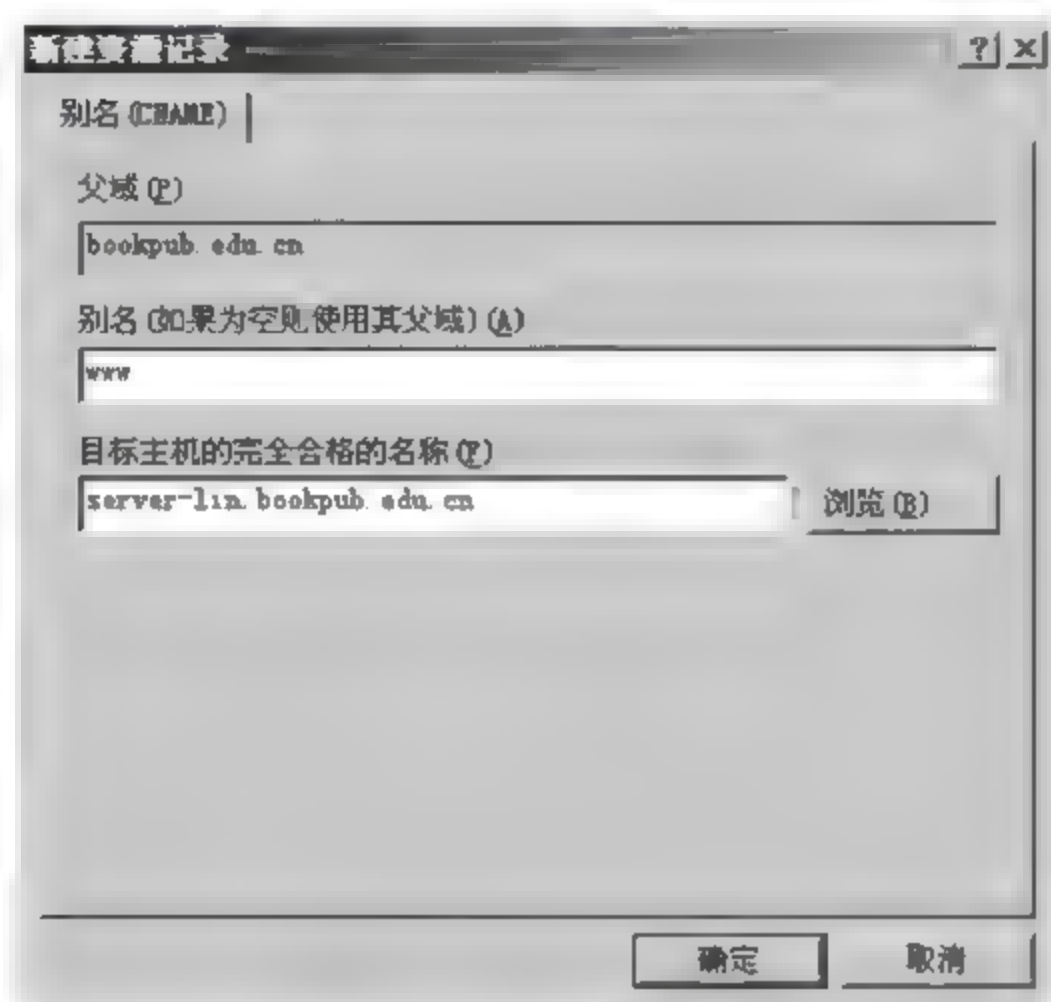 新建资源记录
别名(CNAME)
父域(P)
bookpub.edu.cn
别名(如果为空则使用其父域)(A)
www
目标主机的完全合格的名称(F)
server-lin.bookpub.edu.cn
浏览(B)
确定
取消